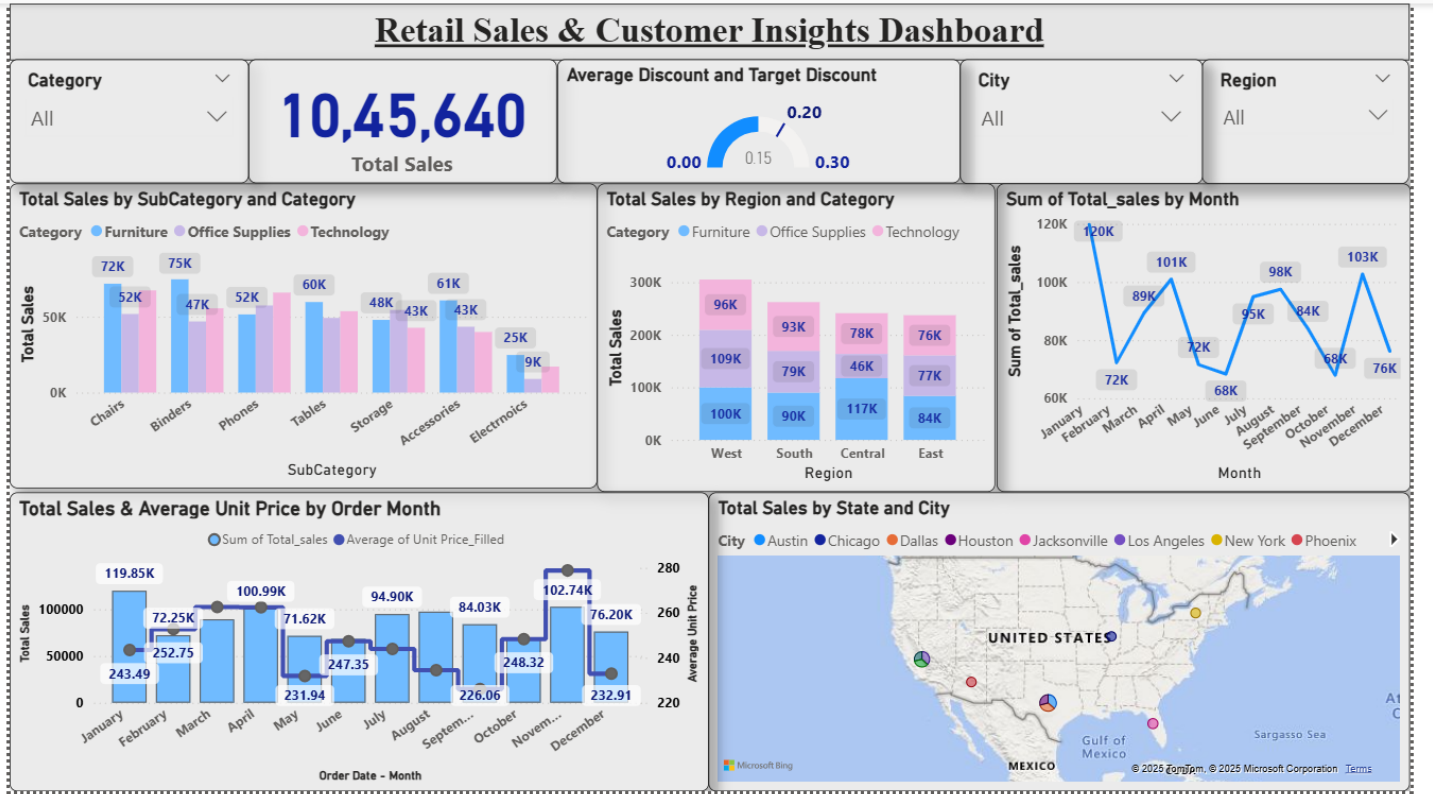 Retail Sales & Customer Insights Dashboard
Category
All
10,45,640
Total Sales
Average Discount and Target Discount
0.20
0.00
0.15
0.30
City
All
Region
All
Total Sales by SubCategory and Category
Category Furniture Office Supplies Technology
Total Sales
50K
0K
72K
52K
75K
47K
52K
60K
48K
43K
61K
43K
25K
9K
Chairs
Binders
Phones
Tables
Storage
Accessories
Electrnoics
SubCategory
Total Sales by Region and Category
Category Furniture Office Supplies Technology
Total Sales
300K
200K
100K
0K
96K
109K
100K
93K
79K
90K
78K
46K
117K
76K
77K
84K
West
South
Central
East
Region
Sum of Total_sales by Month
Sum of Total_sales
120K
100K
80K
60K
120K
72K
89K
101K
72K
68K
95K
98K
84K
68K
103K
76K
January
February
March
April
May
June
July
August
September
October
November
December
Month
Total Sales & Average Unit Price by Order Month
Sum of Total_sales Average of Unit Price_Filled
Total Sales
100000
50000
0
119.85K
72.25K
100.99K
71.62K
94.90K
84.03K
102.74K
76.20K
243.49
252.75
231.94
247.35
226.06
248.32
232.91
280
260
240
220
Average Unit Price
January
February
March
April
May
June
July
August
Septem...
October
Novem...
December
Order Date - Month
Total Sales by State and City
City Austin Chicago Dallas Houston Jacksonville Los Angeles New York Phoenix
UNITED STATES
MEXICO
Gulf of
Mexico
Sargasso Sea
At
Microsoft Bing
© 2025 TomTom, © 2025 Microsoft Corporation Terms